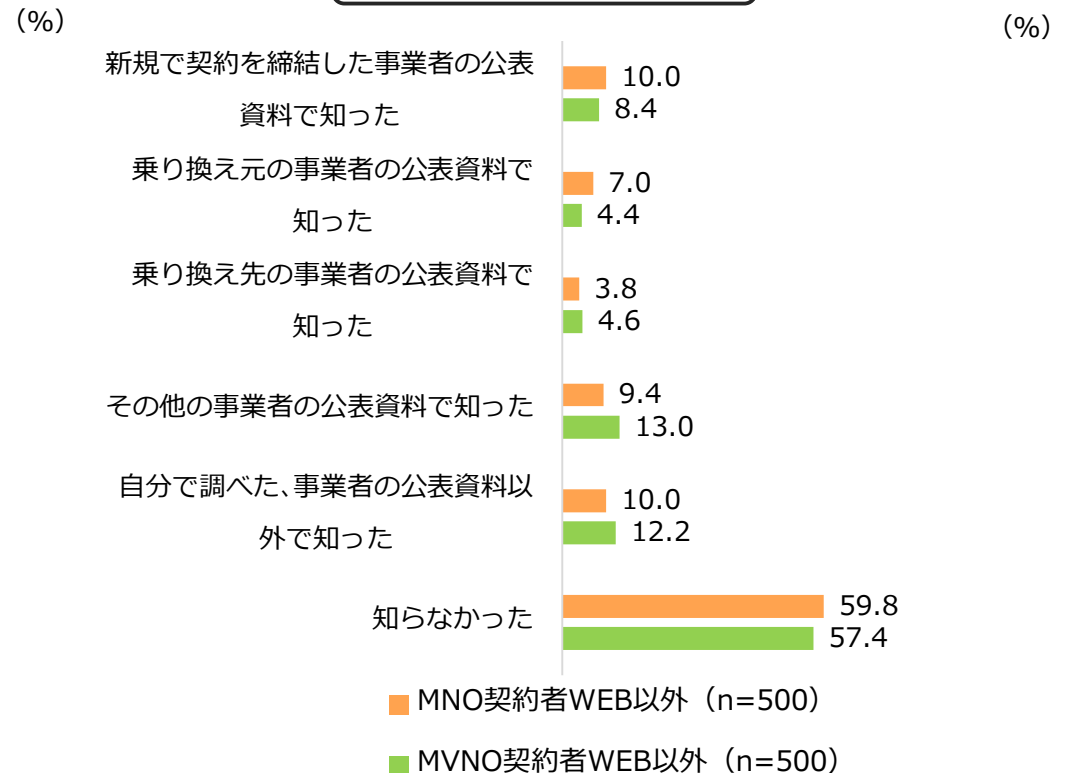 (%)
(%)
新規で契約を締結した事業者の公表
資料で知った
10.0
8.4
乗り換え元の事業者の公表資料で
知った
7.0
4.4
乗り換え先の事業者の公表資料で
知った
3.8
4.6
その他の事業者の公表資料で知った
9.4
13.0
自分で調べた、事業者の公表資料以
外で知った
10.0
12.2
知らなかった
59.8
57.4
MNO契約者WEB以外（n=500）
MVNO契約者WEB以外（n=500）